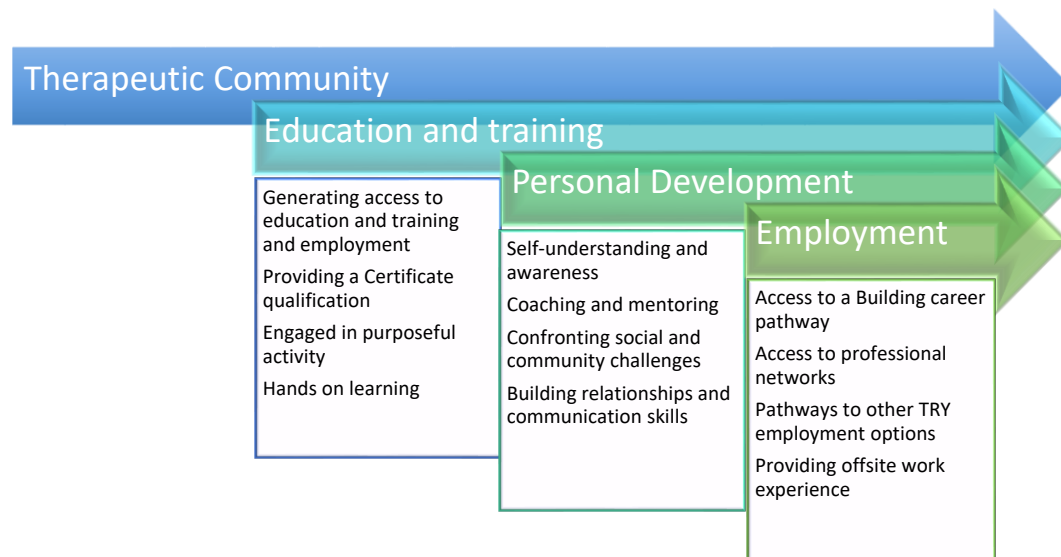 Therapeutic Community
Education and training
Generating access to
education and training
and employment
Providing a Certificate
qualification
Engaged in purposeful
activity
Hands on learning
Personal Development
Self-understanding and
awareness
Coaching and mentoring
Confronting social and
community challenges
Building relationships and
communication skills
Employment
Access to a Building career
pathway
Access to professional
networks
Pathways to other TRY
employment options
Providing offsite work
experience